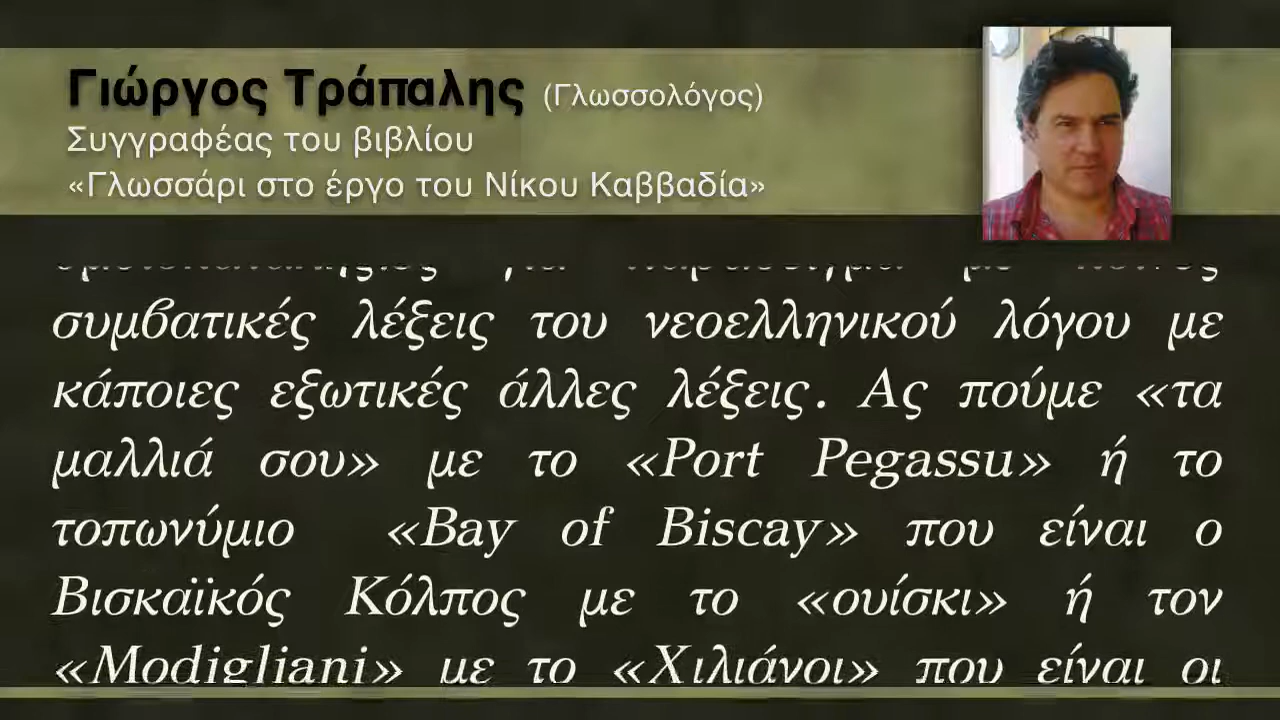 Γιώργος Τράπαλης (Γλωσσολόγος)
Συγγραφέας του βιβλίου
«Γλωσσάρι στο έργο του Νίκου Καββαδία»
συμβατικές λέξεις του νεοελληνικού λόγου με
κάποιες εξωτικές άλλες λέξεις. Ας πούμε «τα
μαλλιά σου» με το «Port Pegassu» ή το
τοπωνύμιο «Bay of Biscay» που είναι ο
Βισκαϊκός Κόλπος με το «ουίσκι» ή τον
«Modigliani» με το «Χιλιάνοι» που είναι οι